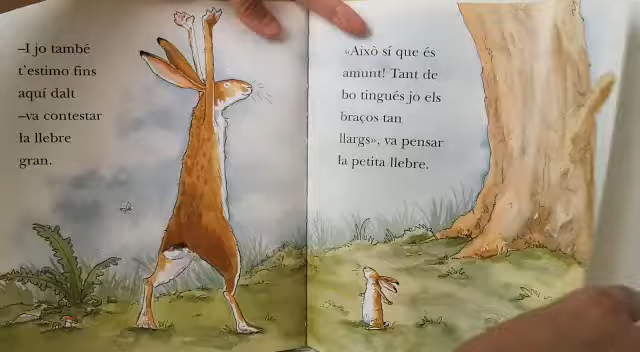 –I jo també
t'estimo fins
aquí dalt
–va contestar
la llebre
gran.
«Això sí que és
amunt! Tant de
bo tingués jo els
braços tan
llargs», va pensar
la petita llebre.